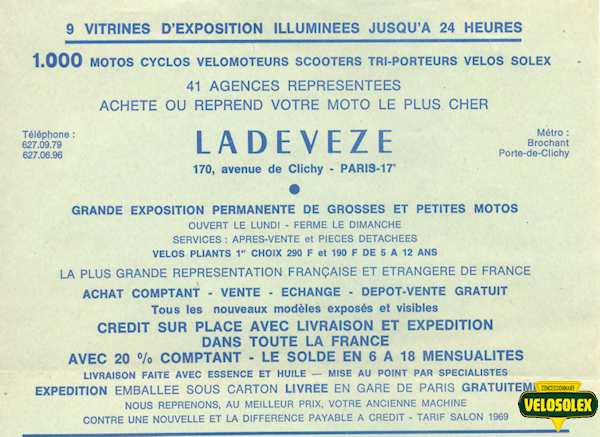 9 VITRINES D'EXPOSITION ILLUMINEES JUSQU'A 24 HEURES
1.000 MOTOS CYCLOS VELOMOTEURS SCOOTERS TRI-PORTEURS VELOS SOLEX
41 AGENCES REPRESENTEES
ACHETE OU REPREND VOTRE MOTO LE PLUS CHER
Téléphone :
627.09.79
627.06.96
LADEVEZE
170, avenue de Clichy - PARIS-17e
Métro :
Brochant
Porte-de-Clichy
GRANDE EXPOSITION PERMANENTE DE GROSSES ET PETITES MOTOS
OUVERT LE LUNDI - FERME LE DIMANCHE
SERVICES : APRES-VENTE et PIECES DETACHEES
VELOS PLIANTS 1er CHOIX 290 F et 190 F DE 5 A 12 ANS
LA PLUS GRANDE REPRESENTATION FRANÇAISE ET ETRANGERE DE FRANCE
ACHAT COMPTANT - VENTE - ECHANGE - DEPOT-VENTE GRATUIT
Tous les nouveaux modèles exposés et visibles
CREDIT SUR PLACE AVEC LIVRAISON ET EXPEDITION
DANS TOUTE LA FRANCE
AVEC 20 % COMPTANT - LE SOLDE EN 6 A 18 MENSUALITES
LIVRAISON FAITE AVEC ESSENCE ET HUILE — MISE AU POINT PAR SPECIALISTES
EXPEDITION EMBALLEE SOUS CARTON LIVRÉE EN GARE DE PARIS GRATUITEM
NOUS REPRENONS, AU MEILLEUR PRIX, VOTRE ANCIENNE MACHINE
CONTRE UNE NOUVELLE ET LA DIFFERENCE PAYABLE A CREDIT - TARIF SALON 1969
CONCESSIONNAIRE
VELOSOLEX